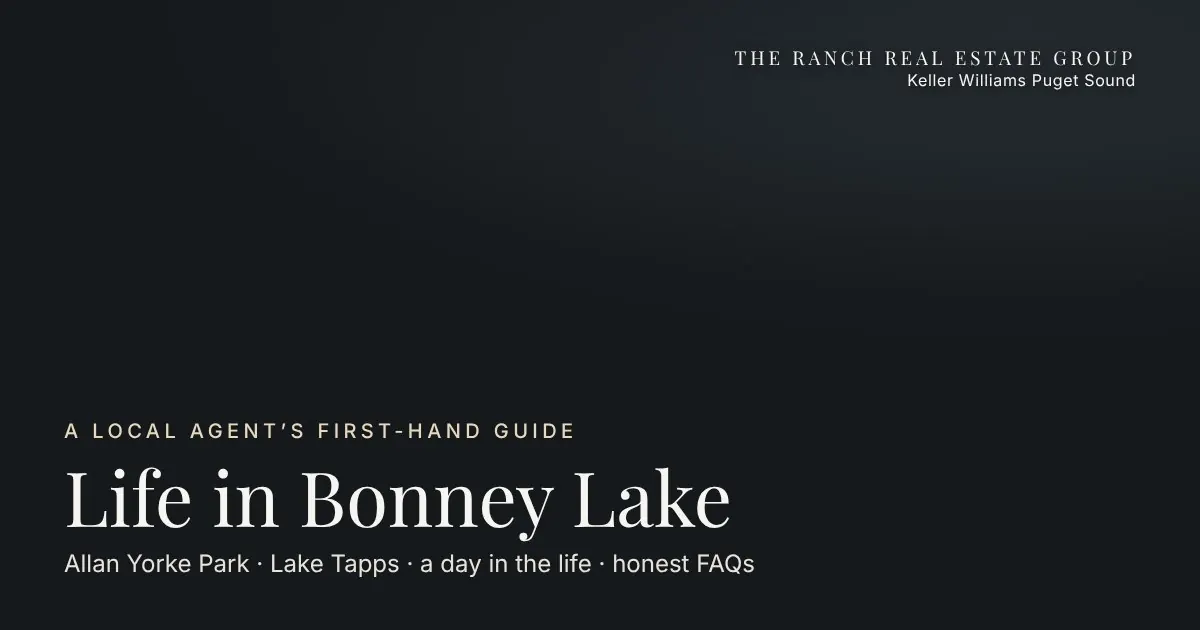 THE RANCH REAL ESTATE GROUP
Keller Williams Puget Sound
A LOCAL AGENT’S FIRST-HAND GUIDE
Life in Bonney Lake
Allan Yorke Park · Lake Tapps · a day in the life · honest FAQs